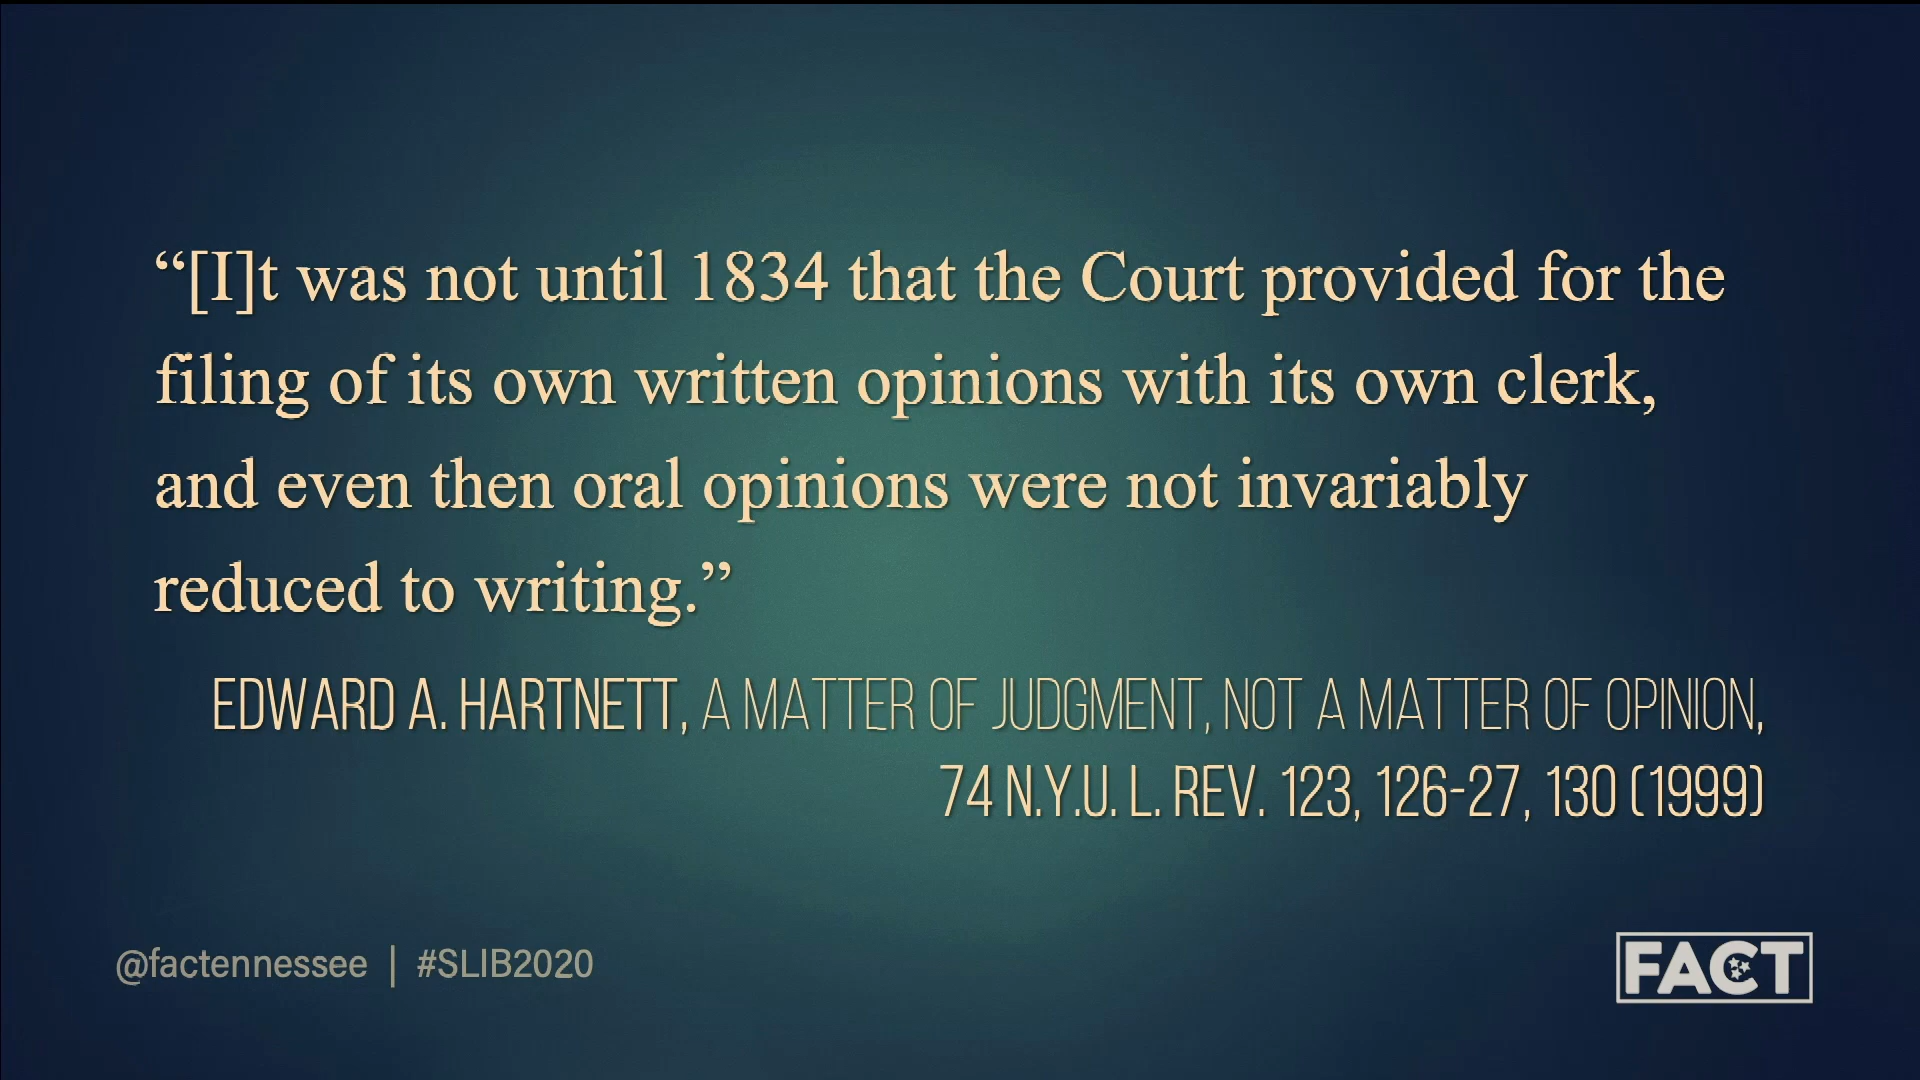 “[I]t was not until 1834 that the Court provided for the
filing of its own written opinions with its own clerk,
and even then oral opinions were not invariably
reduced to writing.”
EDWARD A. HARTNETT, A MATTER OF JUDGMENT, NOT A MATTER OF OPINION,
74 N.Y.U. L. REV. 123, 126-27, 130 (1999)
@factennessee | #SLIB2020
FACT